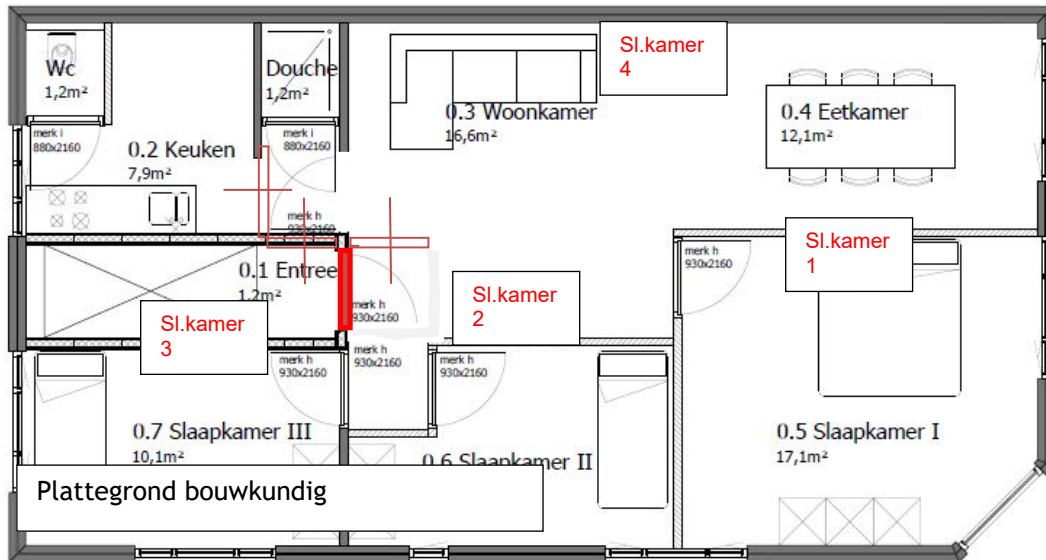 Wc
1,2m²
merk i
880x2160
0.2 Keuken
7,9m²
Douche
1,2m²
merk i
880x2160
merk h
930x2160
Sl.kamer
4
0.3 Woonkamer
16,6m²
0.4 Eetkamer
12,1m²
0.1 Entree
1,2m²
merk h
930x2160
merk h
930x2160
Sl.kamer
3
Sl.kamer
2
Sl.kamer
1
merk h
930x2160
merk h
930x2160
merk h
930x2160
0.7 Slaapkamer III
10,1m²
0.6 Slaapkamer II
0.5 Slaapkamer I
17,1m²
Plattegrond bouwkundig